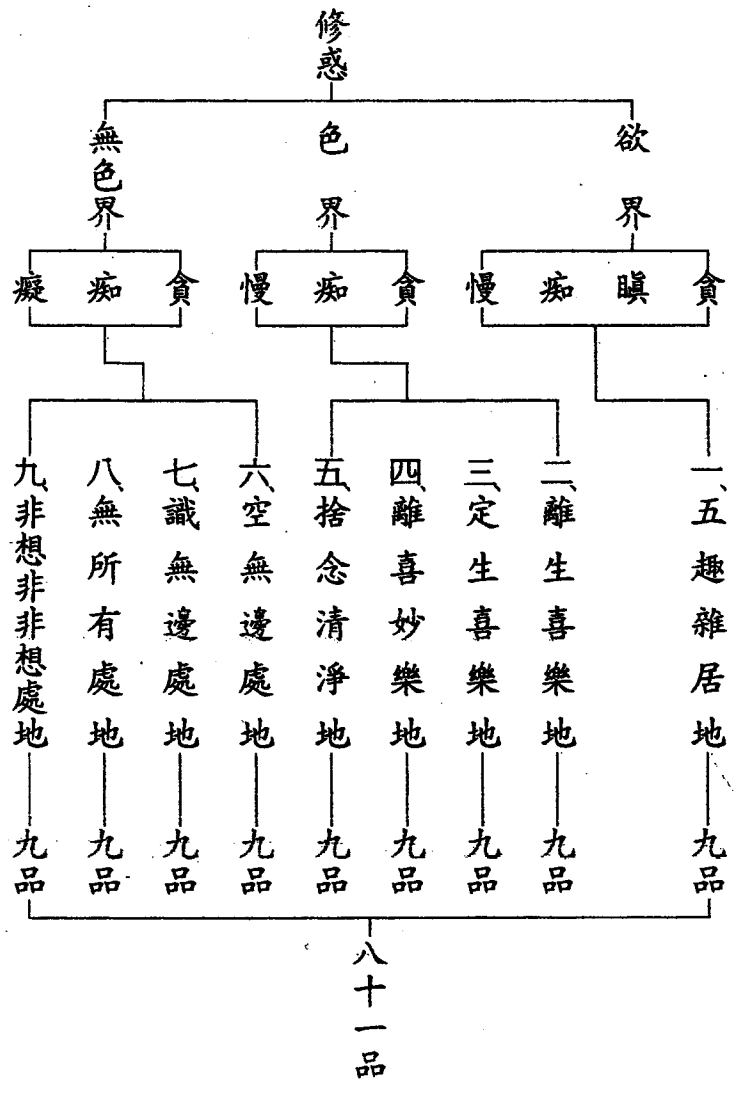 修惑
欲界
色界
無色界
貪
瞋
痴
慢
貪
痴
慢
貪
痴
癡
一、五趣雜居地
二、離生喜樂地
三、定生喜樂地
四、離喜妙樂地
五、捨念清淨地
六、空無邊處地
七、識無邊處地
八、無所有處地
九、非想非非想處地
九品
九品
九品
九品
九品
九品
九品
九品
九品
八十一品